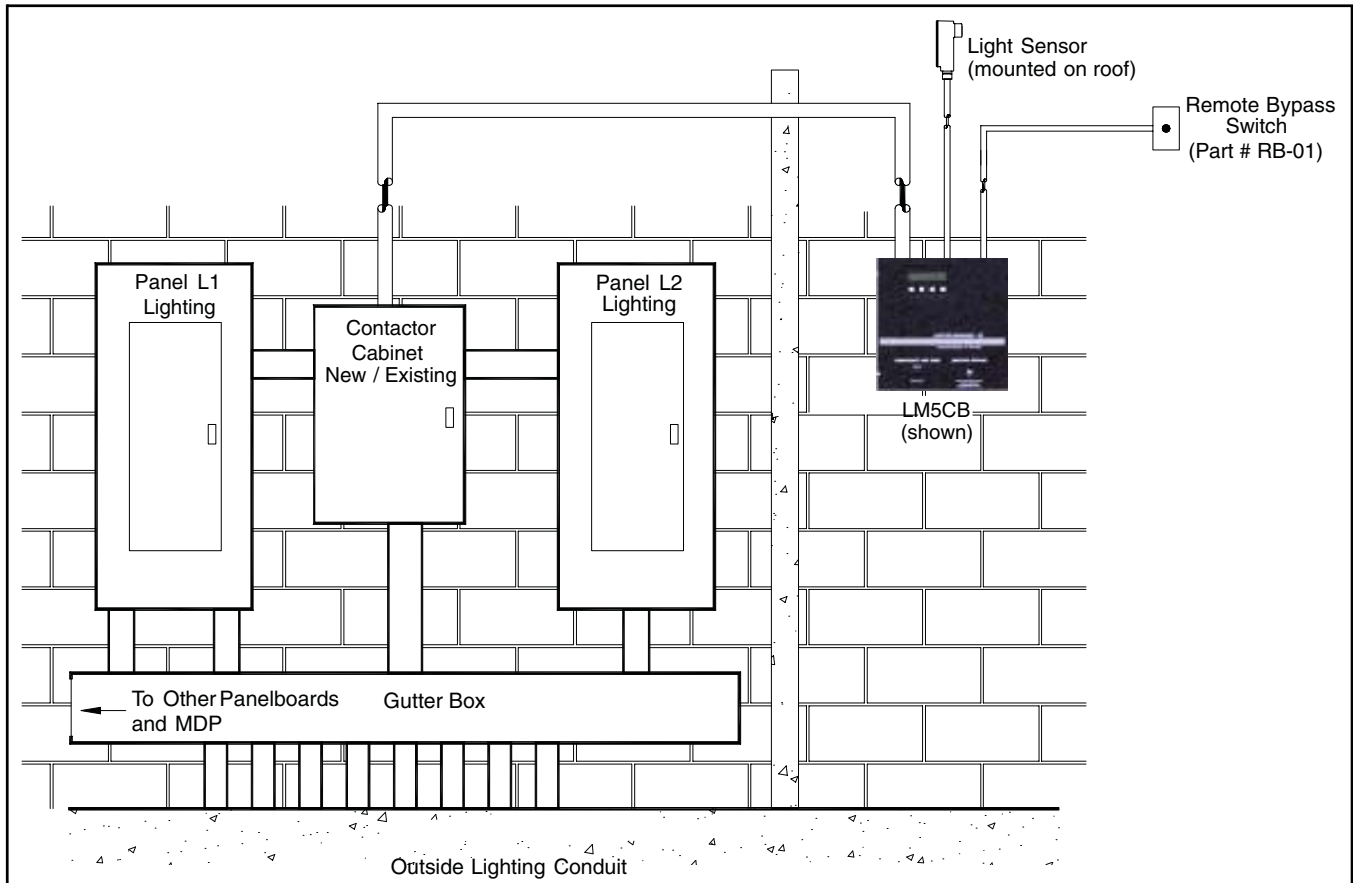 Light Sensor
(mounted on roof)
Remote Bypass
Switch
(Part # RB-01)
Panel L1
Lighting
Contactor
Cabinet
New / Existing
Panel L2
Lighting
LM5CB
(shown)
To Other Panelboards
and MDP
Gutter Box
Outside Lighting Conduit